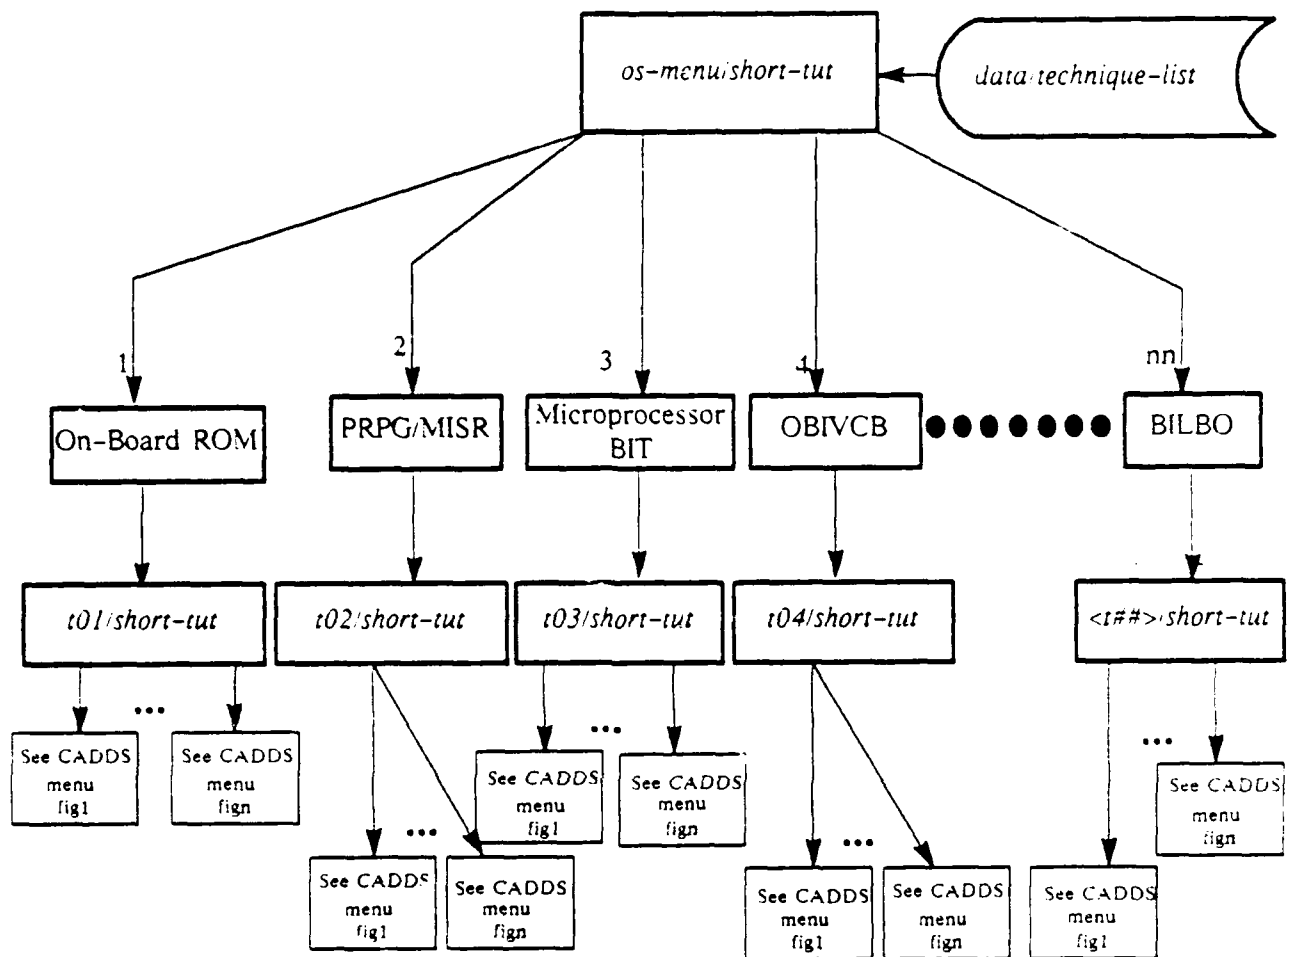 os-menu/short-tut
data/technique-list
1
2
3
4
nn
On-Board ROM
PRPG/MISR
Microprocessor
BIT
OBIVCB
BILBO
t01/short-tut
t02/short-tut
t03/short-tut
t04/short-tut
<t##>/short-tut
...
...
...
See CADDS
menu
fig1
See CADDS
menu
fign
See CADDS
menu
fig1
See CADDS
menu
fign
See CADDS
menu
fign
...
...
See CADDS
menu
fig1
See CADDS
menu
fign
See CADDS
menu
fig1
See CADDS
menu
fign
See CADDS
menu
fig1